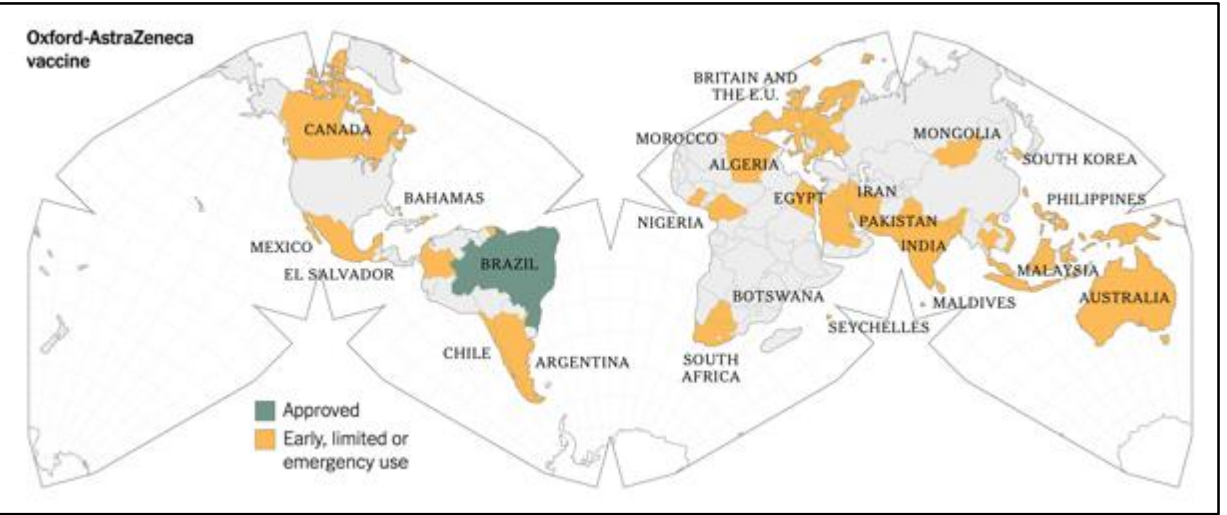 Oxford-AstraZeneca
vaccine
BRITAIN AND
THE E.U.
CANADA
MOROCCO
MONGOLIA
ALGERIA
SOUTH KOREA
BAHAMAS
EGYPT
IRAN
PHILIPPINES
NIGERIA
PAKISTAN
MEXICO
INDIA
EL SALVADOR
BRAZIL
MALAYSIA
BOTSWANA
MALDIVES
AUSTRALIA
SEYCHELLES
CHILE
ARGENTINA
SOUTH
AFRICA
Approved
Early, limited or
emergency use